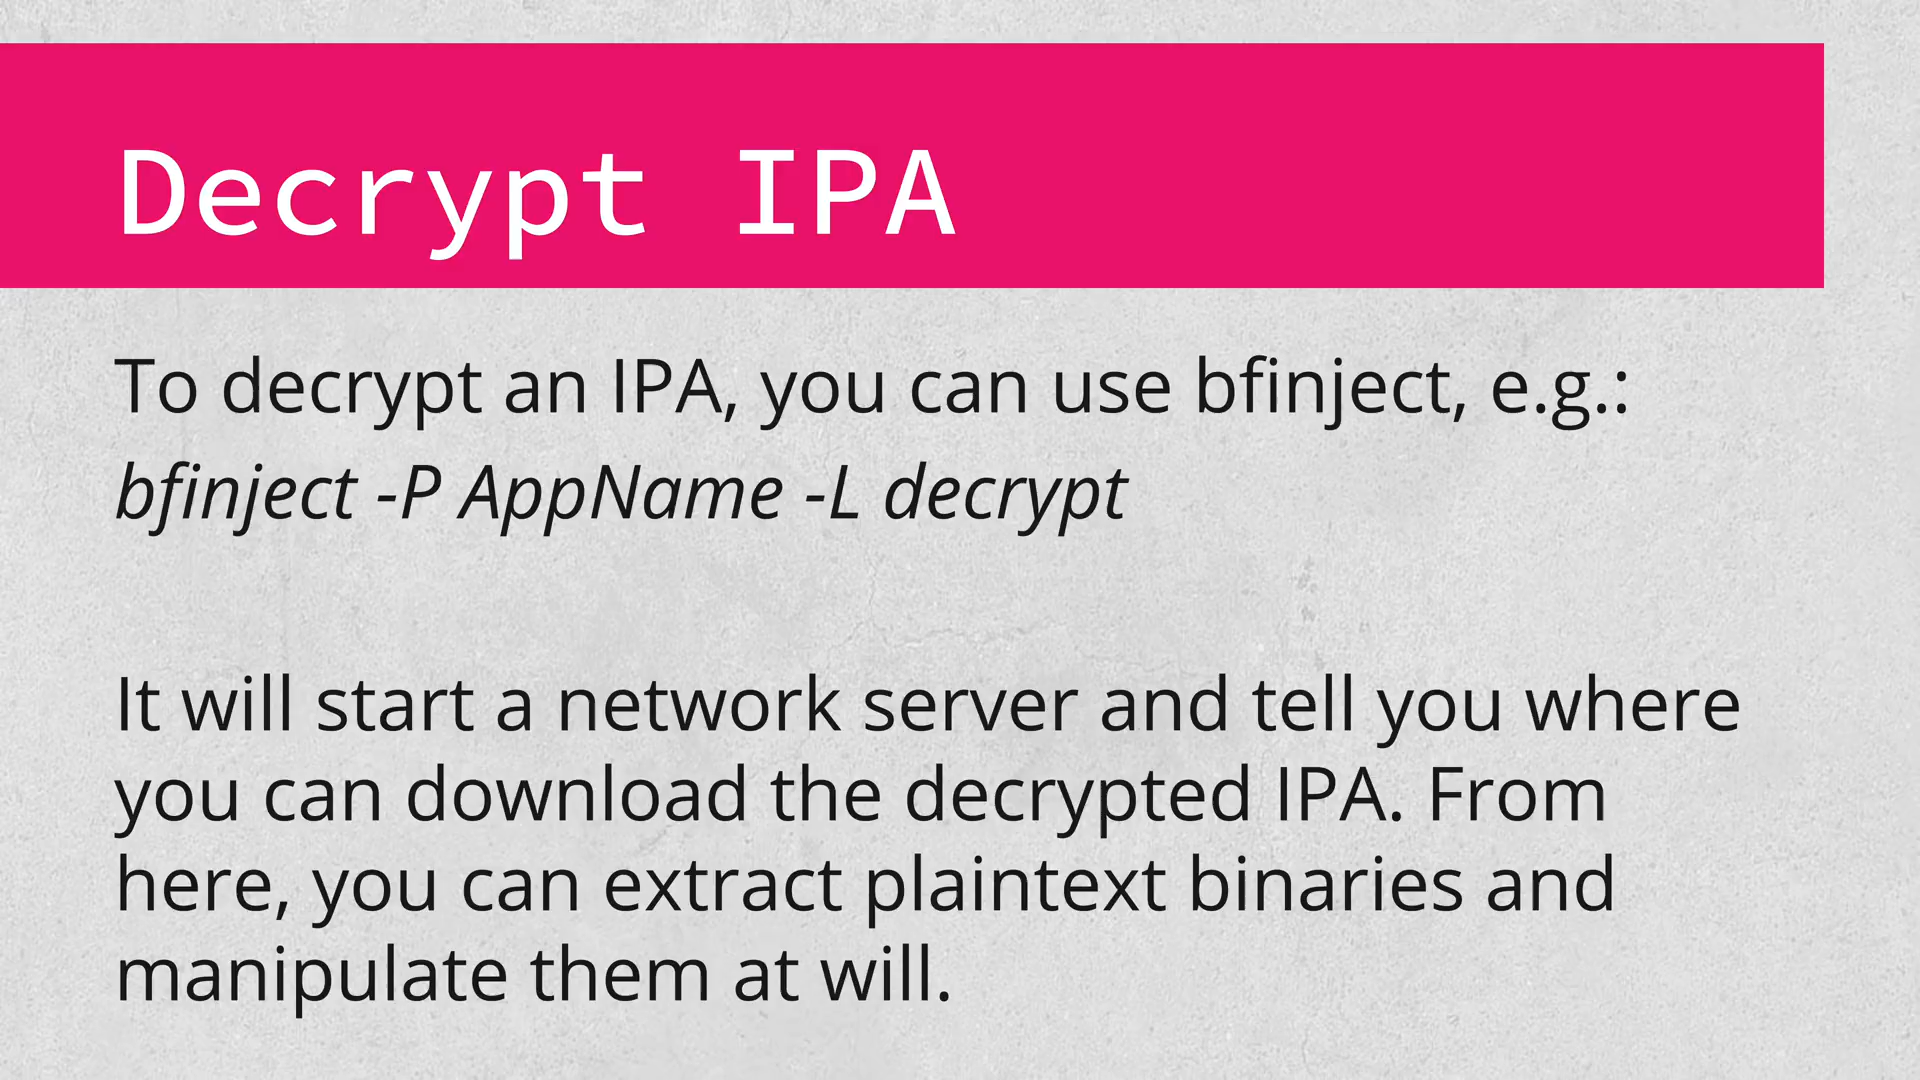 Decrypt IPA
To decrypt an IPA, you can use bfinject, e.g.:
bfinject -P AppName -L decrypt
It will start a network server and tell you where
you can download the decrypted IPA. From
here, you can extract plaintext binaries and
manipulate them at will.